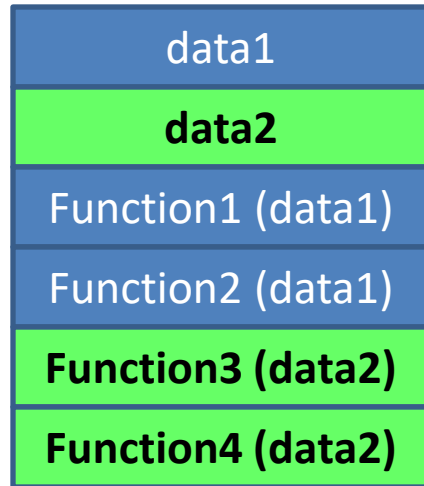 data1
data2
Function1 (data1)
Function2 (data1)
Function3 (data2)
Function4 (data2)